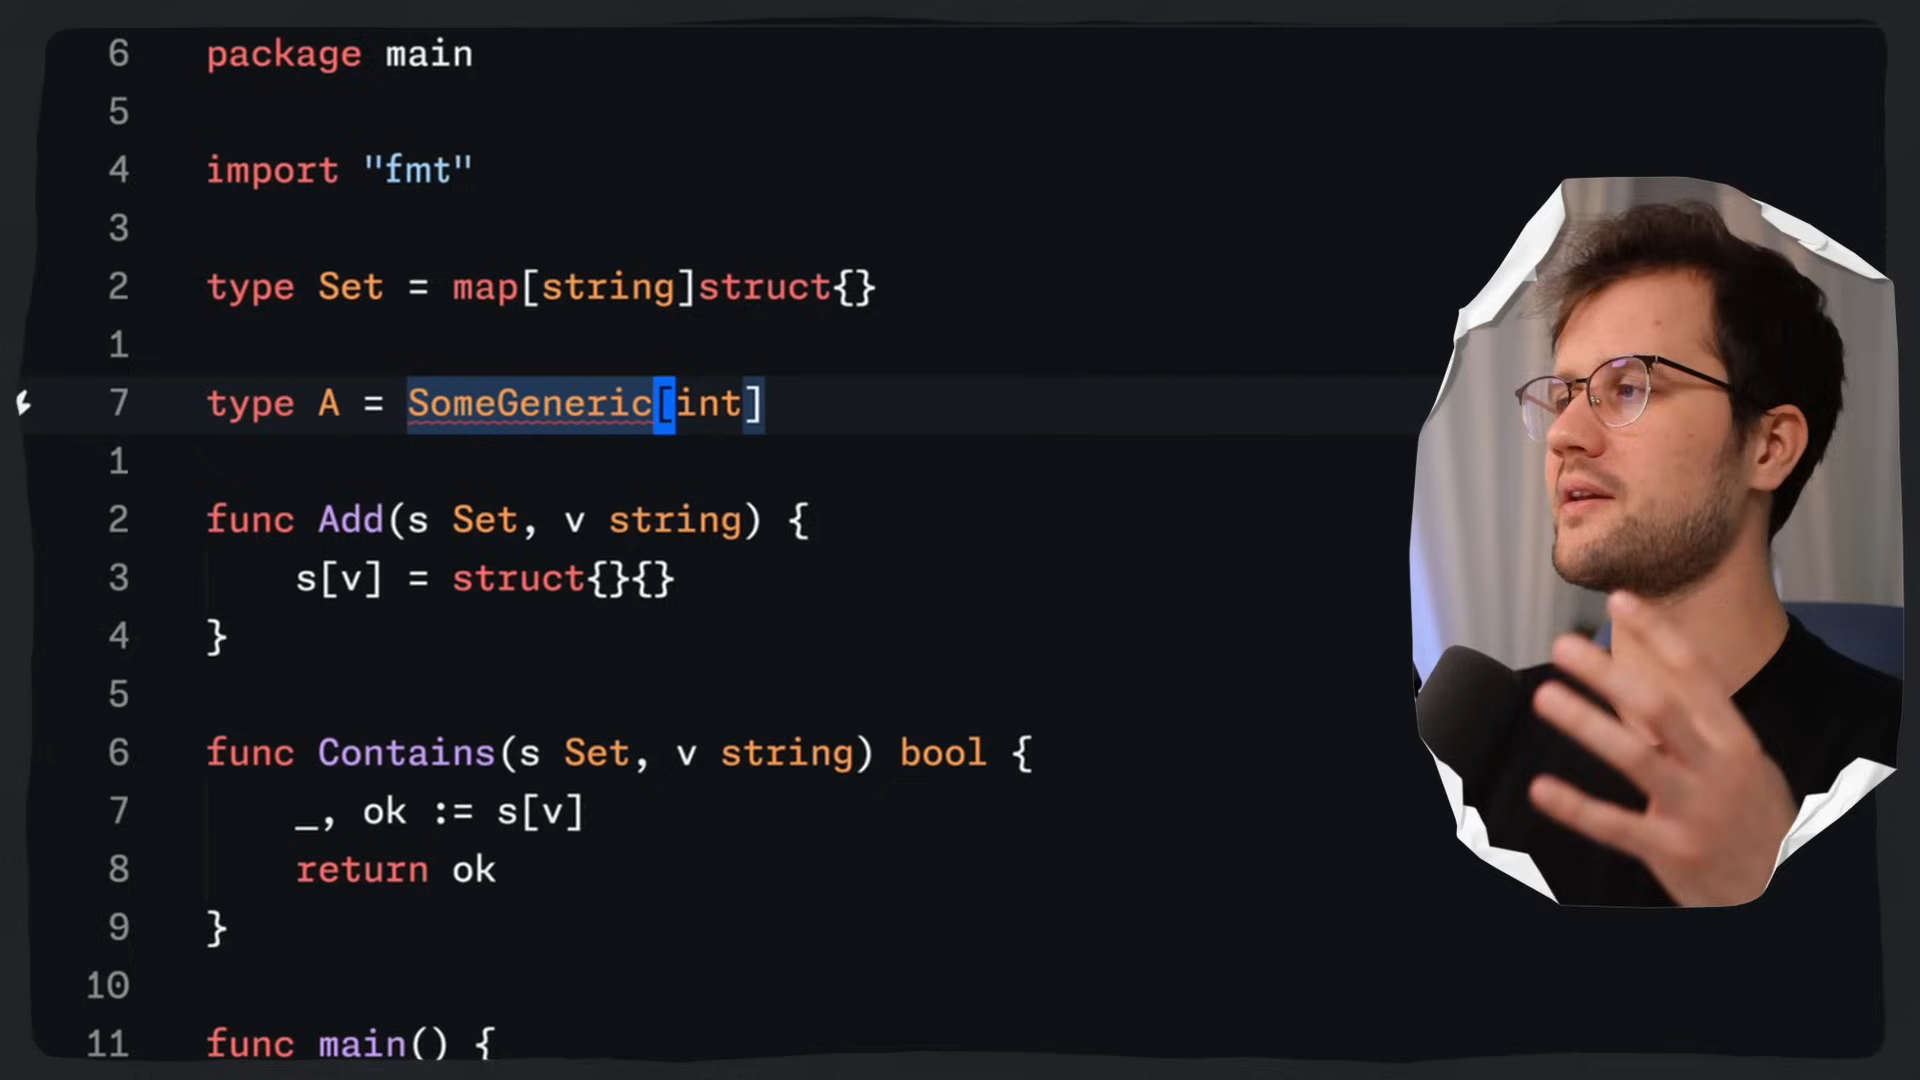 6 package main
5
4 import "fmt"
3
2 type Set = map[string]struct{}
1
7 type A = SomeGeneric[int]
1
2 func Add(s Set, v string) {
3 s[v] = struct{}{}
4 }
5
6 func Contains(s Set, v string) bool {
7 _, ok := s[v]
8 return ok
9 }
10
11 func main() {